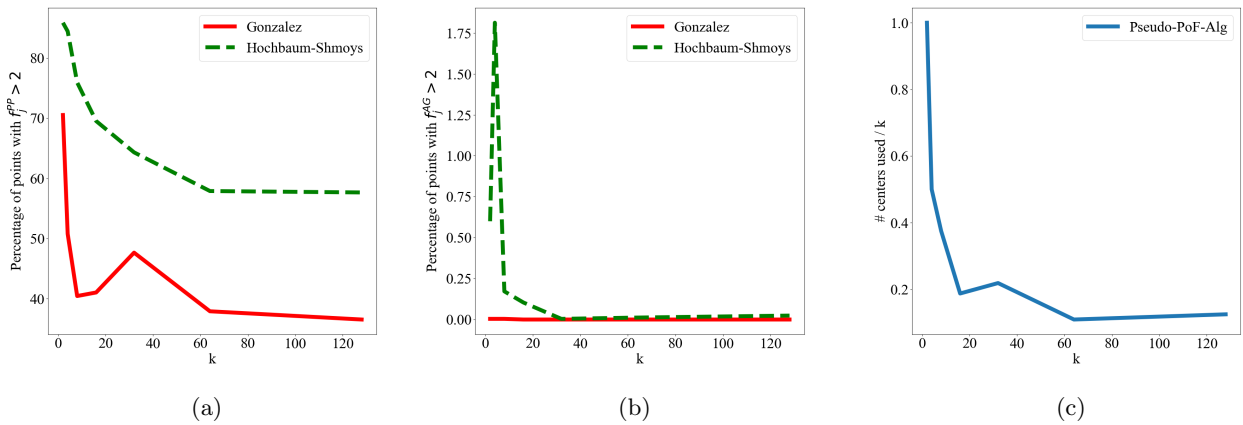 Percentage of points with f_j^{PP} > 2
80
70
60
50
40
0 20 40 60 80 100 120
k
Gonzalez
Hochbaum-Shmoys
(a)
Percentage of points with f_j^{AG} > 2
1.75
1.50
1.25
1.00
0.75
0.50
0.25
0.00
0 20 40 60 80 100 120
k
Gonzalez
Hochbaum-Shmoys
(b)
# centers used / k
1.0
0.8
0.6
0.4
0.2
0 20 40 60 80 100 120
k
Pseudo-PoF-Alg
(c)